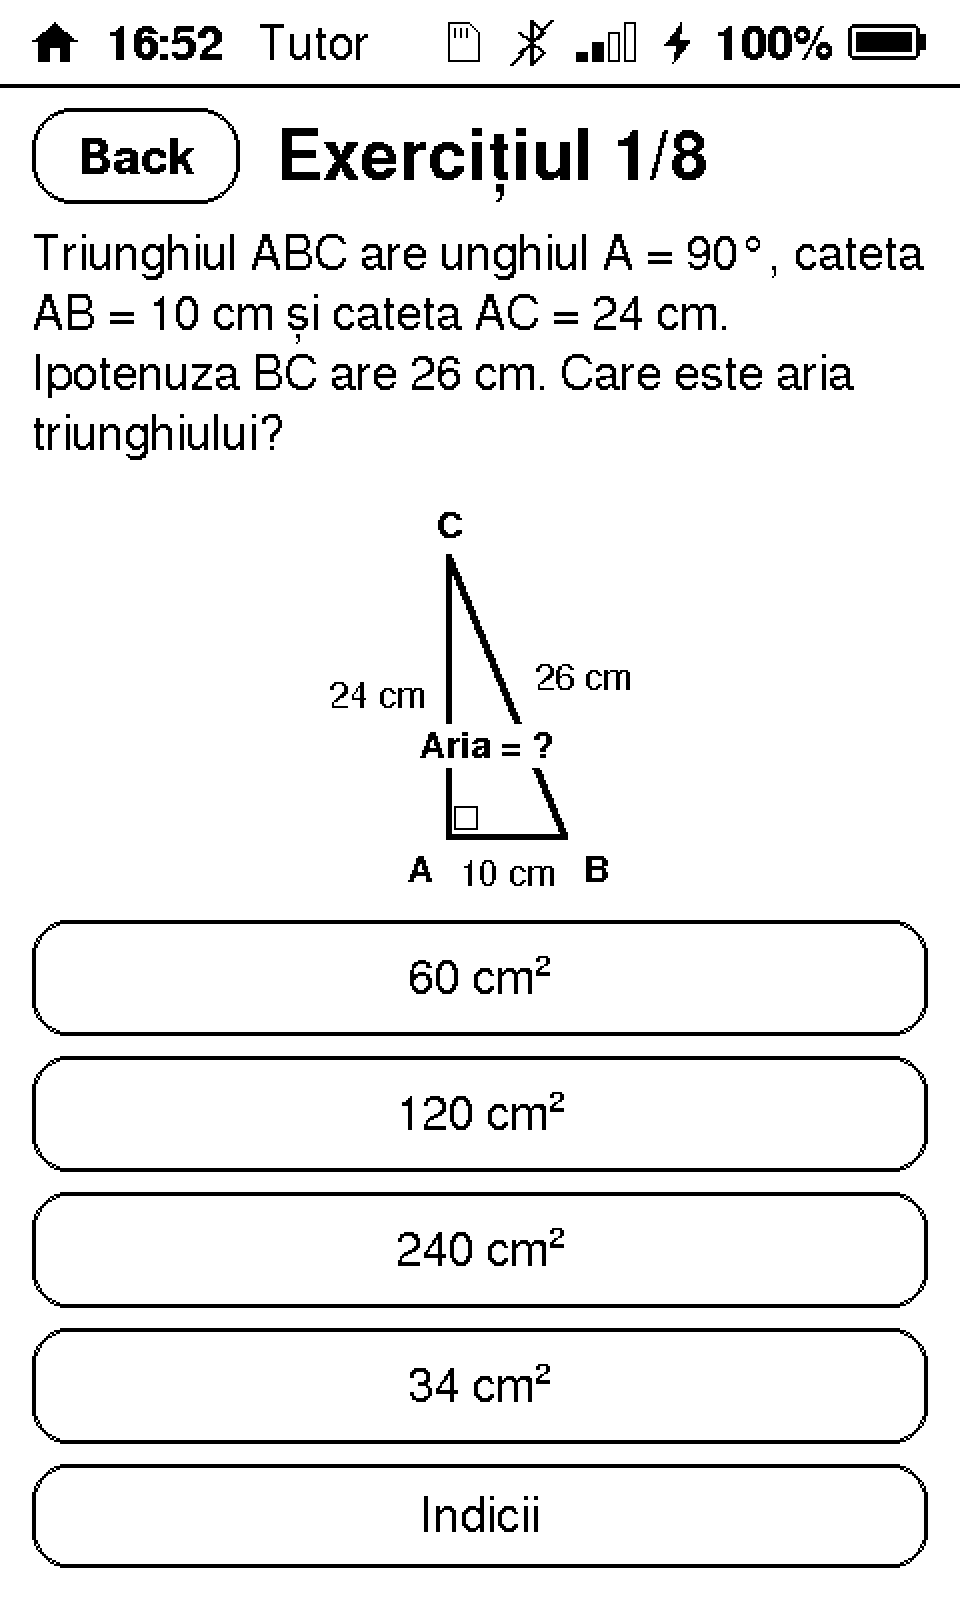 16:52 Tutor 100%
Back Exercițiul 1/8
Triunghiul ABC are unghiul A = 90°, cateta
AB = 10 cm și cateta AC = 24 cm.
Ipotenuza BC are 26 cm. Care este aria
triunghiului?
C
26 cm
24 cm
Aria = ?
A 10 cm B
60 cm²
120 cm²
240 cm²
34 cm²
Indicii